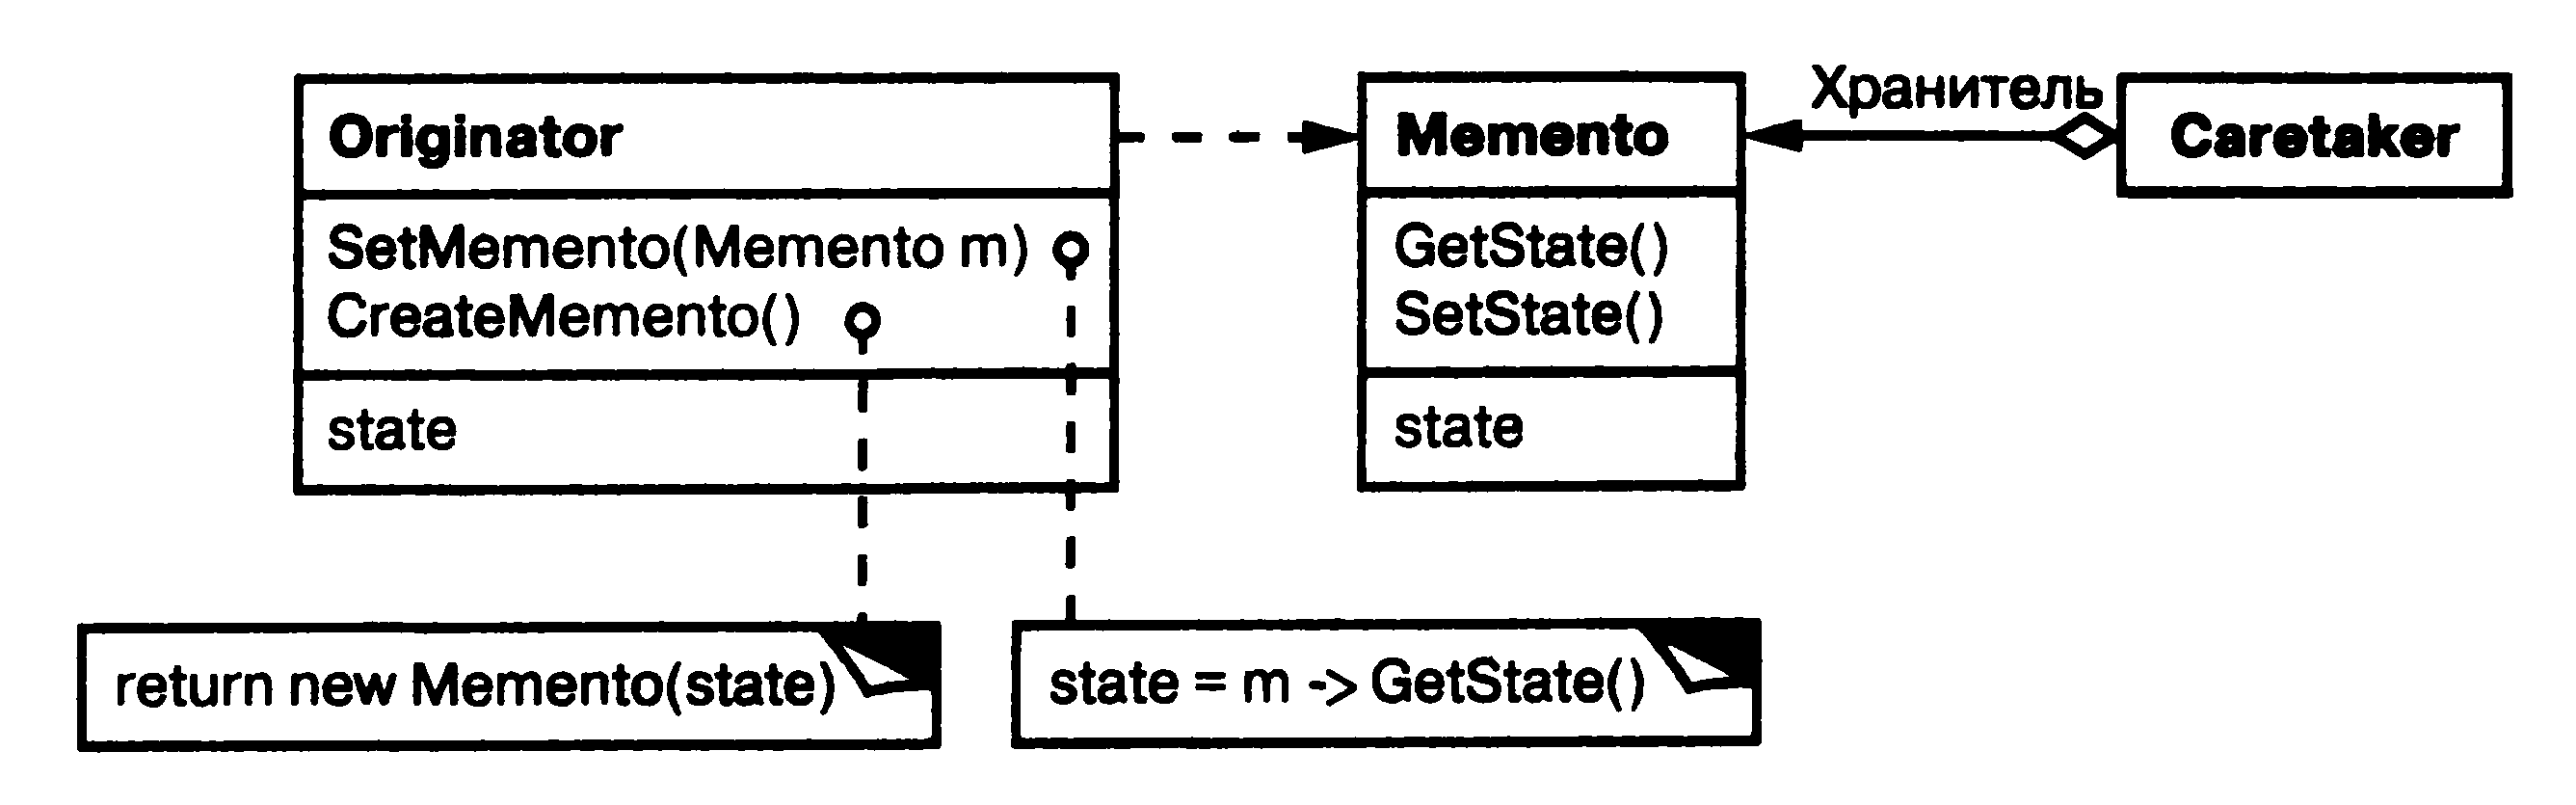 Originator
SetMemento(Memento m)
CreateMemento()
state
Memento
GetState()
SetState()
state
Хранитель
Caretaker
return new Memento(state)
state = m -> GetState()